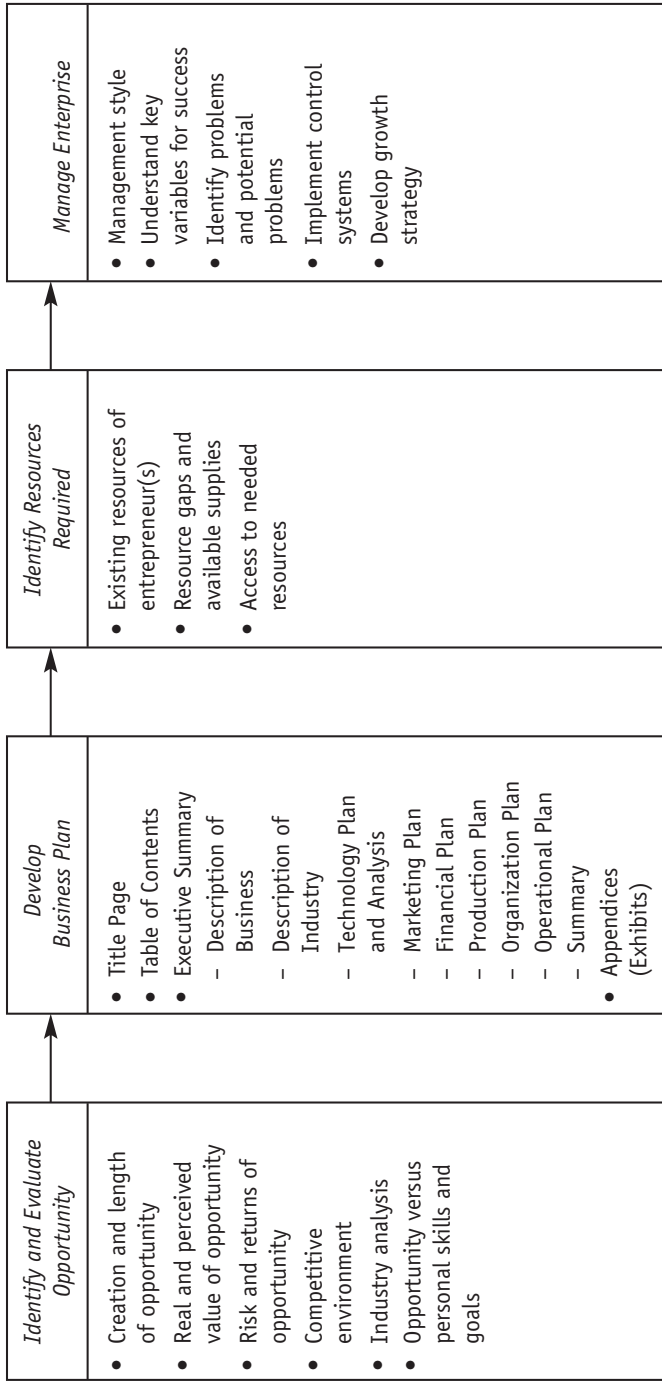 Identify and Evaluate
Opportunity
• Creation and length
of opportunity
• Real and perceived
value of opportunity
• Risk and returns of
opportunity
• Competitive
environment
• Industry analysis
• Opportunity versus
personal skills and
goals
Develop
Business Plan
• Title Page
• Table of Contents
• Executive Summary
– Description of
Business
– Description of
Industry
– Technology Plan
and Analysis
– Marketing Plan
– Financial Plan
– Production Plan
– Organization Plan
– Operational Plan
– Summary
• Appendices
(Exhibits)
Identify Resources
Required
• Existing resources of
entrepreneur(s)
• Resource gaps and
available supplies
• Access to needed
resources
Manage Enterprise
• Management style
• Understand key
variables for success
• Identify problems
and potential
problems
• Implement control
systems
• Develop growth
strategy